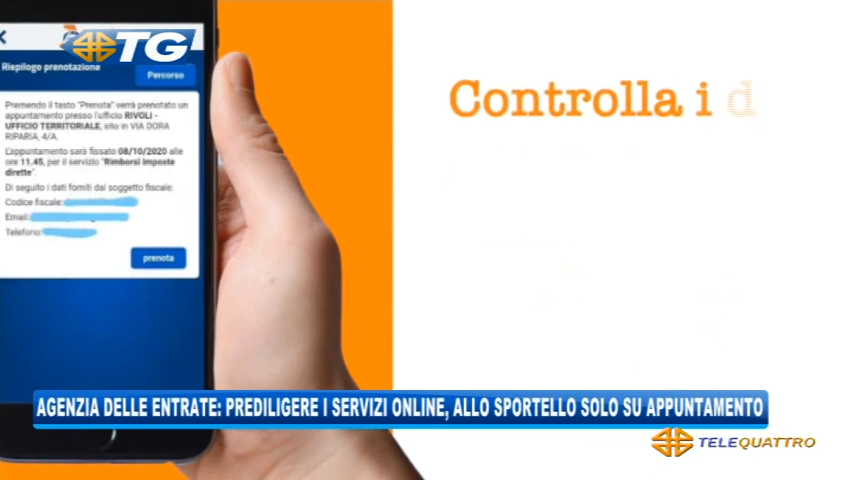 TG
Riepilogo prenotazione
Percorso
Premendo il tasto "Prenota" verrà prenotato un
appuntamento presso l'ufficio RIVOLI -
UFFICIO TERRITORIALE, sito in VIA DORA
RIPARIA, 4/A.
L'appuntamento sarà fissato 08/10/2020 alle
ore 11.45, per il servizio "Rimborsi imposte
dirette".
Di seguito i dati forniti dal soggetto fiscale:
Codice fiscale:
Email:
Telefono:
prenota
Controlla i d
AGENZIA DELLE ENTRATE: PREDILIGERE I SERVIZI ONLINE, ALLO SPORTELLO SOLO SU APPUNTAMENTO
TELEQUATTRO